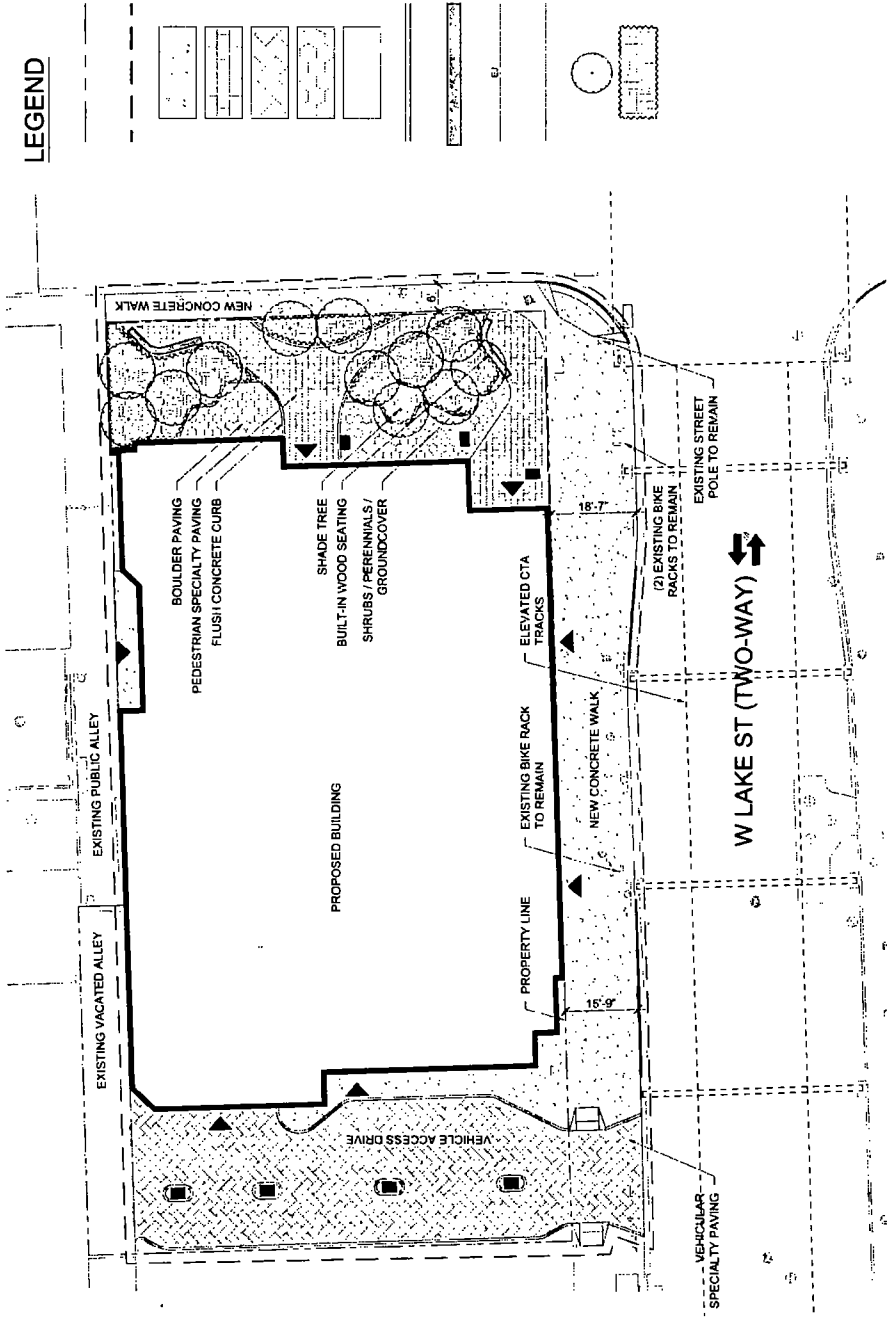 LEGEND
EXISTING VACATED ALLEY
EXISTING PUBLIC ALLEY
NEW CONCRETE WALK
BOULDER PAVING
PEDESTRIAN SPECIALTY PAVING
FLUSH CONCRETE CURB
SHADE TREE
BUILT-IN WOOD SEATING
SHRUBS / PERENNIALS /
GROUNDCOVER
6'
PROPOSED BUILDING
VEHICLE ACCESS DRIVE
PROPERTY LINE
EXISTING BIKE RACK
TO REMAIN
ELEVATED CTA
TRACKS
15'-9"
18'-7"
NEW CONCRETE WALK
(2) EXISTING BIKE
RACKS TO REMAIN
EXISTING STREET
POLE TO REMAIN
VEHICULAR
SPECIALTY PAVING
W LAKE ST (TWO-WAY)
EJ